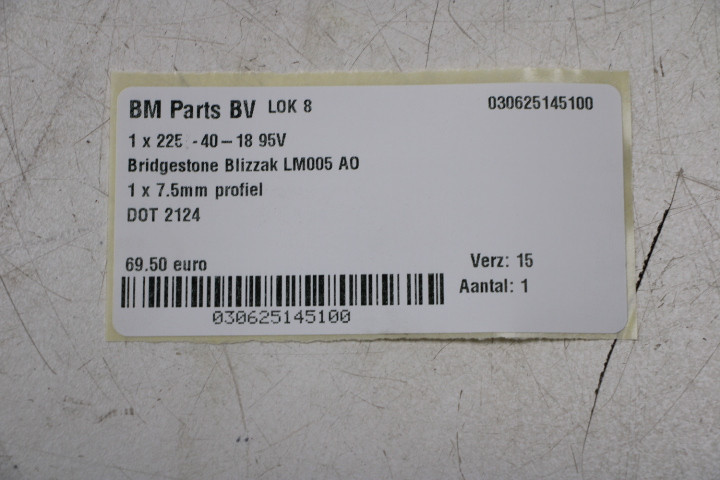 BM Parts BV LOK 8 030625145100
1 x 225 -40-18 95V
Bridgestone Blizzak LM005 AO
1 x 7.5mm profiel
DOT 2124
69.50 euro Verz: 15
Aantal: 1
030625145100